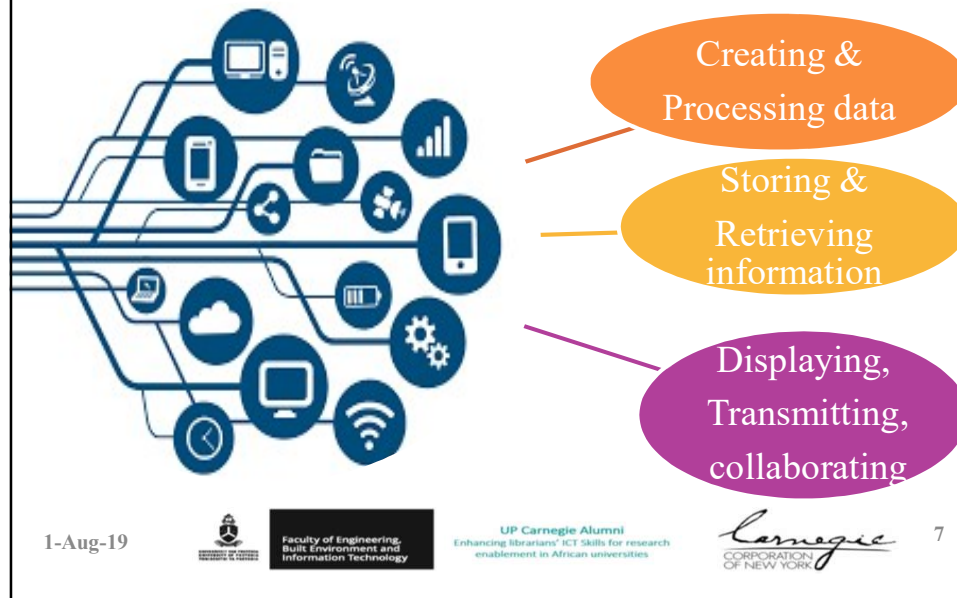 Creating &
Processing data
Storing &
Retrieving
information
Displaying,
Transmitting,
collaborating
1-Aug-19
Faculty of Engineering,
Built Environment and
Information Technology
UP Carnegie Alumni
Enhancing librarians' ICT Skills for research
enablement in African universities
Carnegie
CORPORATION
OF NEW YORK
7